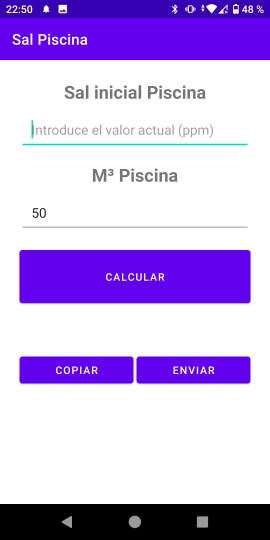 22:50
48 %
Sal Piscina
Sal inicial Piscina
Introduce el valor actual (ppm)
M³ Piscina
50
CALCULAR
COPIAR
ENVIAR